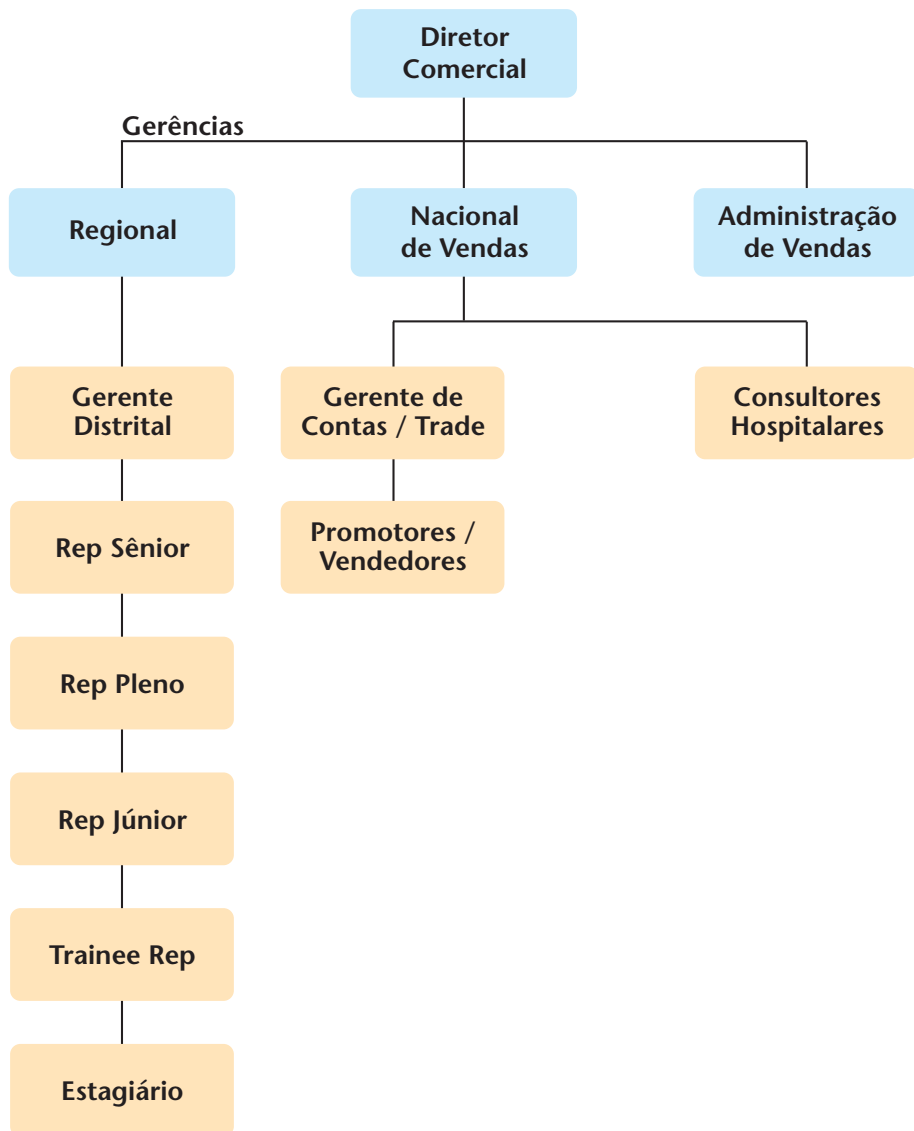 Diretor
Comercial
Gerências
Regional
Nacional
de Vendas
Administração
de Vendas
Gerente
Distrital
Gerente de
Contas / Trade
Consultores
Hospitalares
Rep Sênior
Promotores /
Vendedores
Rep Pleno
Rep Júnior
Trainee Rep
Estagiário